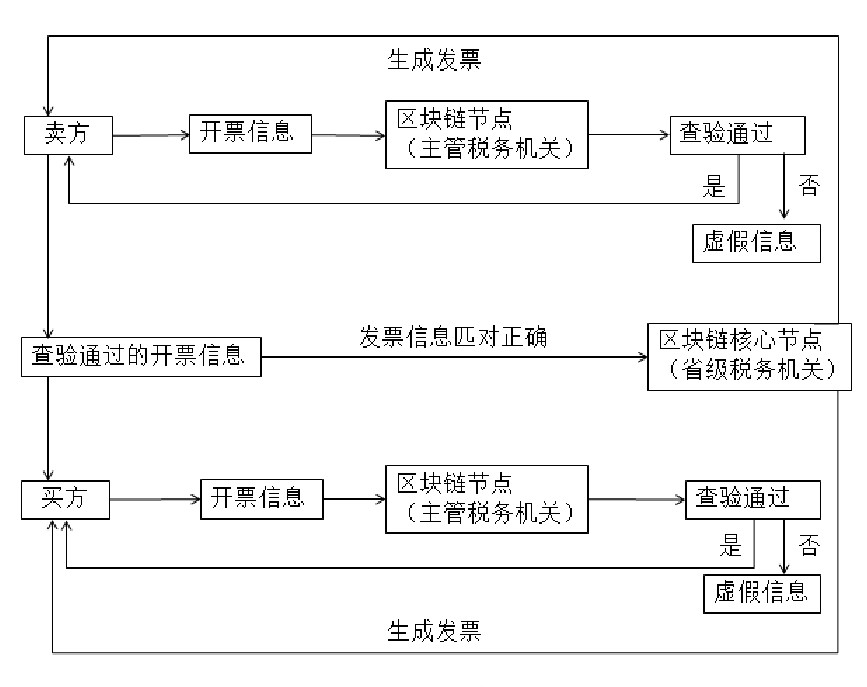 生成发票
卖方
开票信息
区块链节点
（主管税务机关）
查验通过
是
否
虚假信息
查验通过的开票信息
发票信息匹对正确
区块链核心节点
（省级税务机关）
买方
开票信息
区块链节点
（主管税务机关）
查验通过
是
否
虚假信息
生成发票